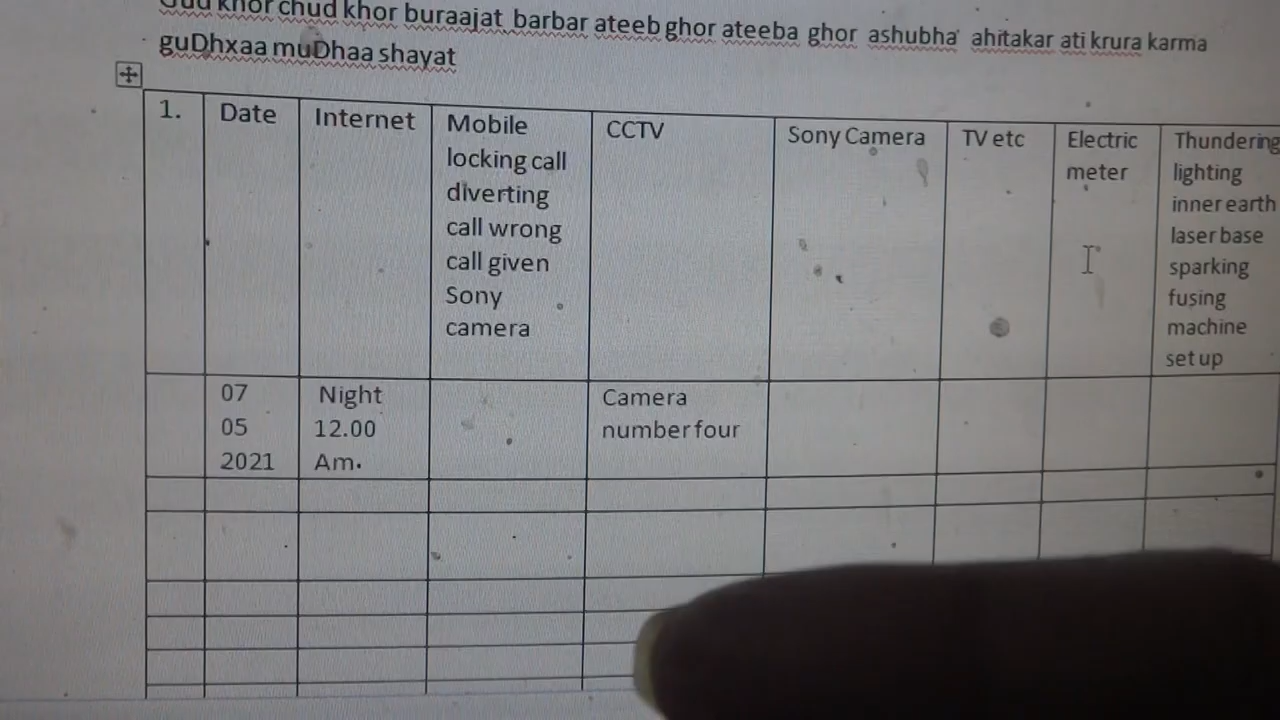 khor chud khor buraajat barbar ateeb ghor ateeba ghor ashubha ahitakar ati krura karma
guDhxaa muDhaa shayat
1. Date Internet Mobile locking call diverting call wrong call given Sony camera CCTV Sony Camera TV etc Electric meter Thundering lighting inner earth laser base sparking fusing machine set up
07 05 2021 Night 12.00 Am. Camera number four